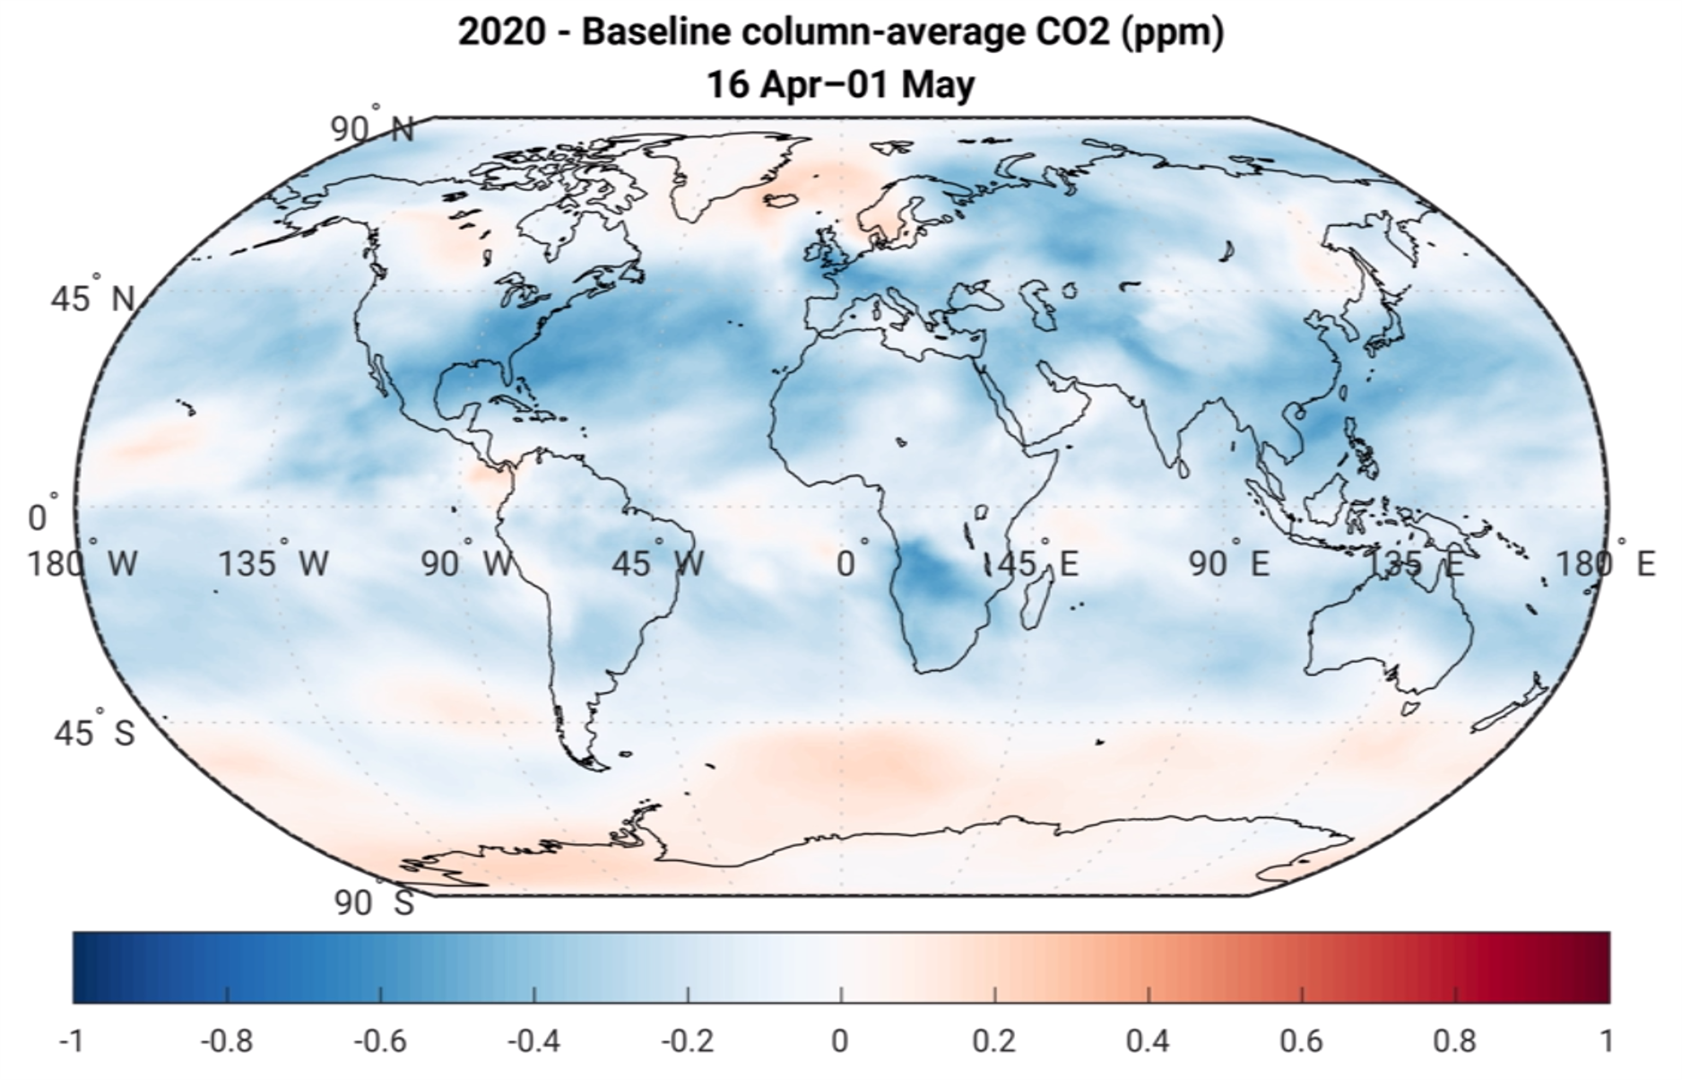 2020 - Baseline column-average CO2 (ppm)
16 Apr–01 May
90° N
45° N
0°
180° W 135° W 90° W 45° W 0° 45° E 90° E 135° E 180° E
45° S
90° S
-1 -0.8 -0.6 -0.4 -0.2 0 0.2 0.4 0.6 0.8 1